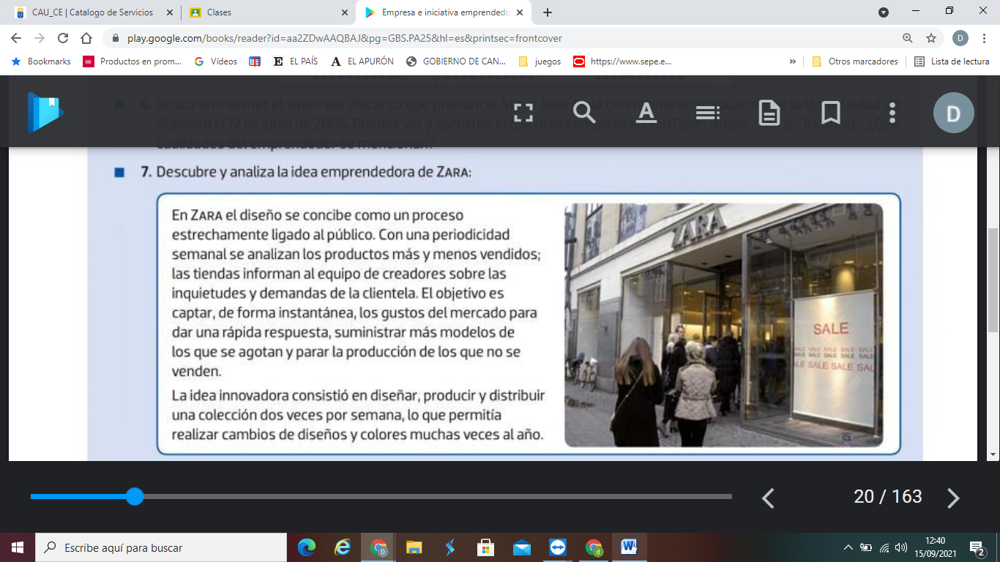 CAU_CE | Catalogo de Servicios
Clases
Empresa e iniciativa emprendedo
play.google.com/books/reader?id=aa2ZDwAAQBAJ&pg=GBS.PA25&hl=es&printsec=frontcover
D
Bookmarks
Productos en prom...
Vídeos
EL PAÍS
EL APURÓN
GOBIERNO DE CAN...
juegos
https://www.sepe.e...
»
Otros marcadores
Lista de lectura
6. Busca en internet el vídeo del discurso que pronunció Steve Jobs en la ceremonia de graduación de la Universidad de
Stanford el 12 de junio de 2005. Puedes ver y escuchar el discurso completo en YouTube: <https://
cualidades del emprendedor se mencionan?
A
D
7. Descubre y analiza la idea emprendedora de ZARA:
En ZARA el diseño se concibe como un proceso
estrechamente ligado al público. Con una periodicidad
semanal se analizan los productos más y menos vendidos;
las tiendas informan al equipo de creadores sobre las
inquietudes y demandas de la clientela. El objetivo es
captar, de forma instantánea, los gustos del mercado para
dar una rápida respuesta, suministrar más modelos de
los que se agotan y parar la producción de los que no se
venden.
La idea innovadora consistió en diseñar, producir y distribuir
una colección dos veces por semana, lo que permitía
realizar cambios de diseños y colores muchas veces al año.
ZARA
SALE
SALE SALE SALE SALE SALE
SALE SALE SALE SALE SALE
ALE SALE SALE SAL
20 / 163
Escribe aquí para buscar
12:40
15/09/2021
2